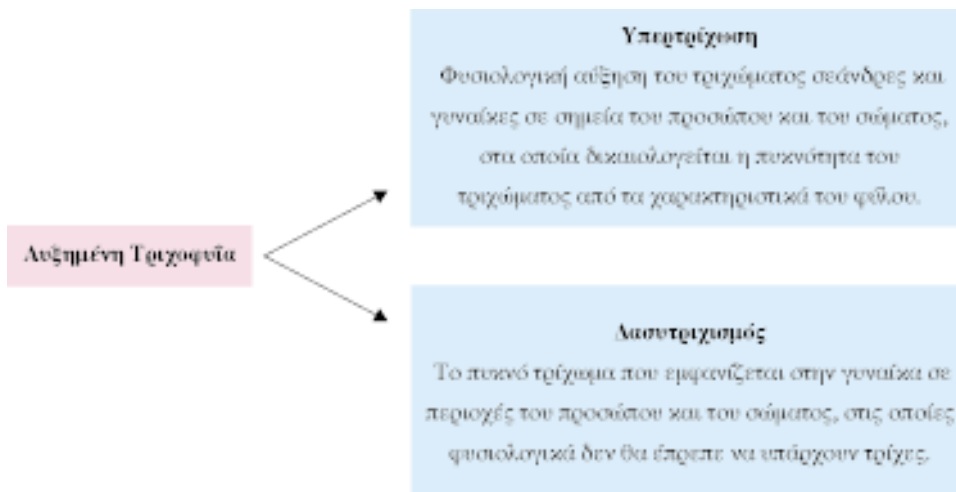 Αυξημένη Τριχοφυΐα
Υπερτρίχωση
Φυσιολογική αύξηση του τριχώματος σεάνδρες και
γυναίκες σε σημεία του προσώπου και του σώματος,
στα οποία δικαιολογείται η πυκνότητα του
τριχώματος από τα χαρακτηριστικά του φύλου.
Δασυτριχισμός
Το πυκνό τρίχωμα που εμφανίζεται στην γυναίκα σε
περιοχές του προσώπου και του σώματος, στις οποίες
φυσιολογικά δεν θα έπρεπε να υπάρχουν τρίχες.